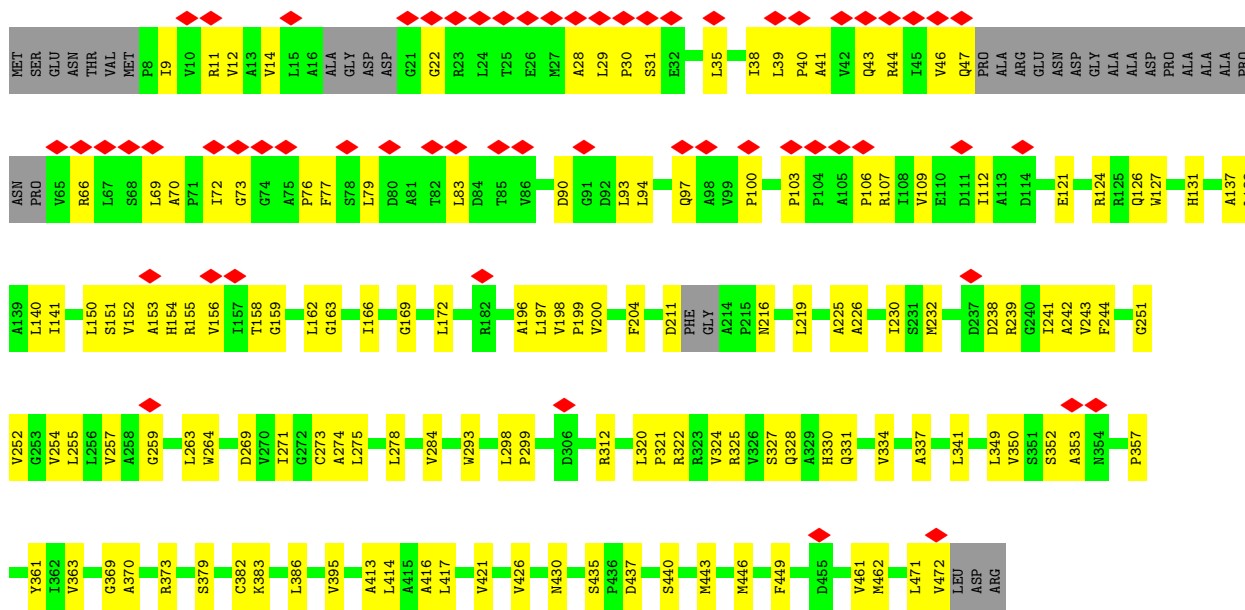 MET SER GLU ASN THR VAL MET P8 I9 V10 R11 V12 A13 V14 L15 A16 ALA GLY ASP ASP G21 G22 R23 L24 T25 E26 M27 A28 L29 P30 S31 E32 L35 I38 L39 P40 A41 V42 Q43 R44 I45 V46 Q47 PRO ALA ARG GLU ASN ASP GLY ALA ALA ASP PRO ALA ALA ALA PRO
ASN PRO V65 R66 L67 S68 L69 A70 P71 I72 G73 G74 A75 P76 F77 S78 L79 D80 A81 T82 L83 D84 T85 V86 D90 G91 D92 L93 L94 Q97 A98 V99 P100 P103 P104 A105 P106 R107 I108 V109 E110 D111 I112 A113 D114 E121 R124 R125 Q126 W127 H131 A137
A139 L140 I141 L150 S151 V152 A153 H154 R155 V156 I157 T158 G159 L162 G163 I166 G169 L172 R182 A196 L197 V198 P199 V200 F204 D211 PHE GLY A214 P215 N216 L219 A225 A226 I230 S231 M232 D237 D238 R239 G240 I241 A242 V243 F244 G251
V252 G253 V254 L255 L256 V257 A258 G259 L263 W264 D269 V270 I271 G272 C273 A274 L275 L278 V284 W293 L298 P299 D306 R312 L320 P321 R322 R323 V324 R325 V326 S327 Q328 A329 H330 Q331 V334 A337 L341 L349 V350 S351 S352 A353 N354 P357
Y361 I362 V363 G369 A370 R373 S379 C382 K383 L386 V395 A413 L414 A415 A416 L417 V421 V426 N430 S435 P436 D437 S440 M443 M446 F449 D455 V461 M462 L471 V472 LEU ASP ARG